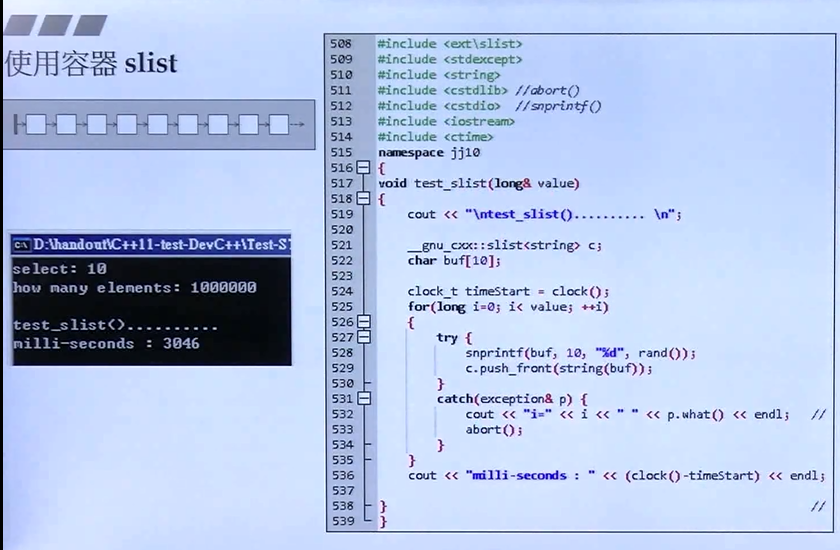 使用容器 slist
D:\handout\C++11-test-DevC++\Test-S
select: 10
how many elements: 1000000
test_slist()..........
milli-seconds : 3046
508 #include <ext\slist>
509 #include <stdexcept>
510 #include <string>
511 #include <cstdlib> //abort()
512 #include <cstdio> //snprintf()
513 #include <iostream>
514 #include <ctime>
515 namespace jj10
516 {
517 void test_slist(long& value)
518 {
519 cout << "\ntest_slist().......... \n";
520
521 __gnu_cxx::slist<string> c;
522 char buf[10];
523
524 clock_t timeStart = clock();
525 for(long i=0; i< value; ++i)
526 {
527 try {
528 snprintf(buf, 10, "%d", rand());
529 c.push_front(string(buf));
530 }
531 catch(exception& p) {
532 cout << "i=" << i << " " << p.what() << endl; //
533 abort();
534 }
535 }
536 cout << "milli-seconds : " << (clock()-timeStart) << endl;
537
538 } //
539 }